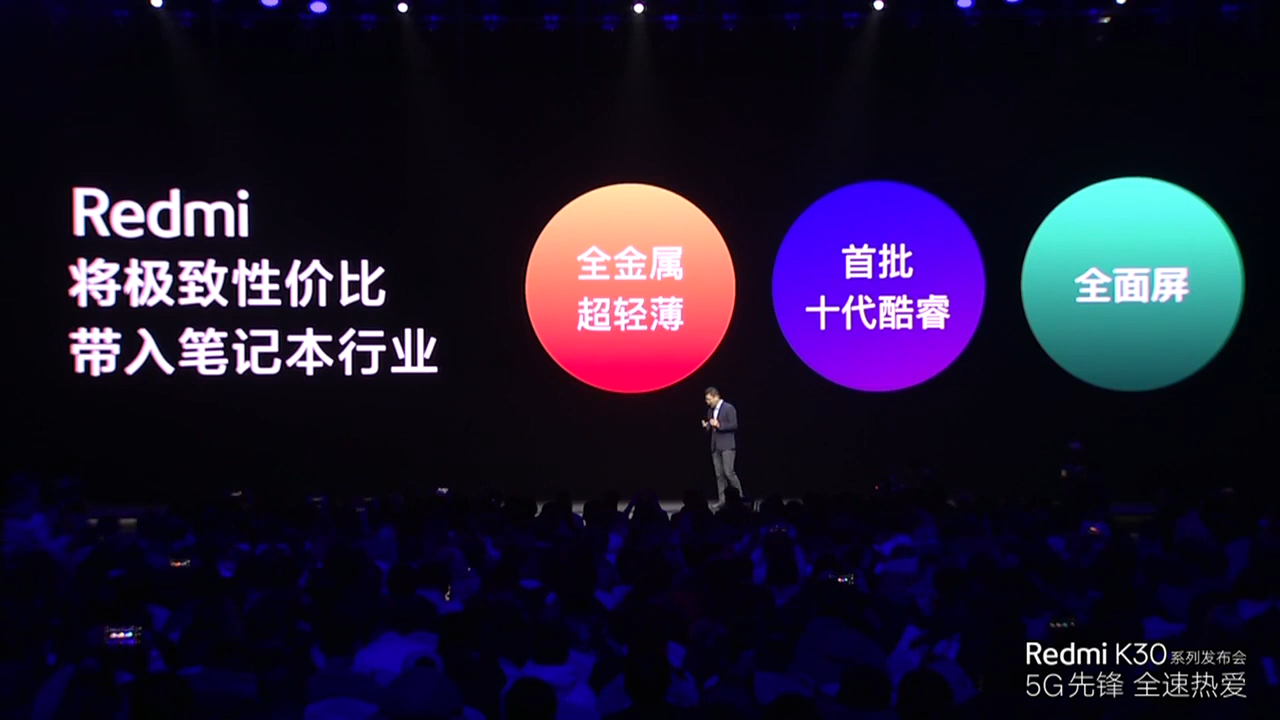 Redmi
将极致性价比
带入笔记本行业
全金属
超轻薄
首批
十代酷睿
全面屏
Redmi K30系列发布会
5G先锋 全速热爱